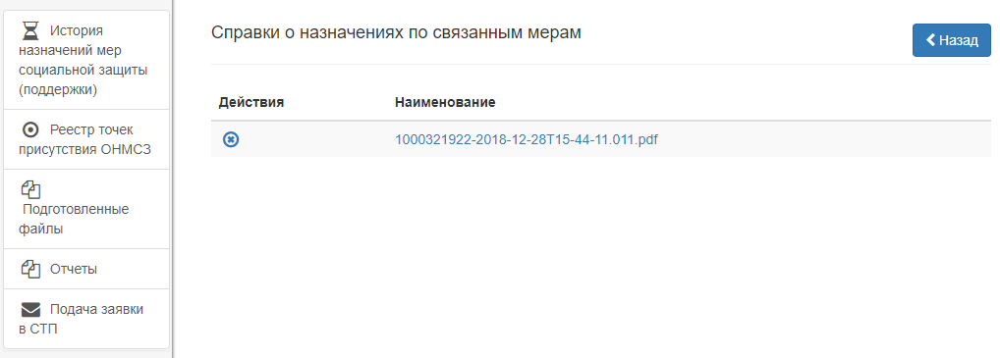 История
назначений мер
социальной защиты
(поддержки)
Реестр точек
присутствия ОНМСЗ
Подготовленные
файлы
Отчеты
Подача заявки
в СТП
Справки о назначениях по связанным мерам
Назад
Действия Наименование
1000321922-2018-12-28T15-44-11.011.pdf